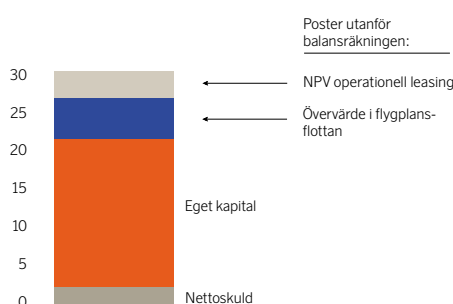 Poster utanför
balansräkningen:
30
NPV operationell leasing
25
Övervärde i flygplans-
flottan
20
15
Eget kapital
10
5
Nettoskuld
0